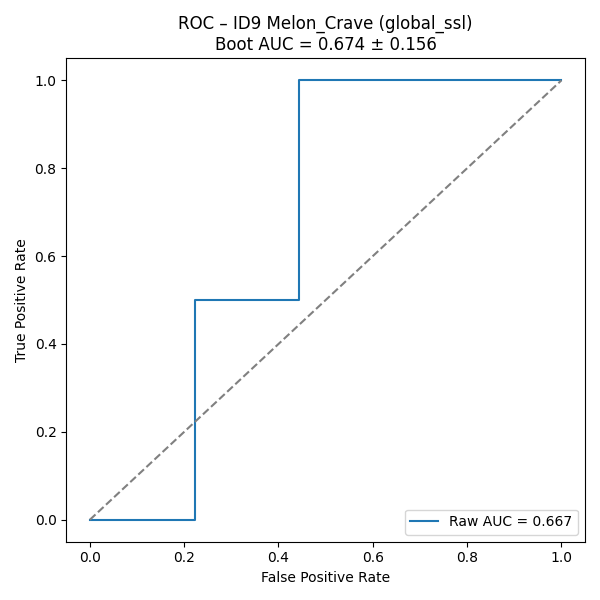 ROC – ID9 Melon_Crave (global_ssl)
Boot AUC = 0.674 ± 0.156
True Positive Rate
1.0
0.8
0.6
0.4
0.2
0.0
Raw AUC = 0.667
0.0 0.2 0.4 0.6 0.8 1.0
False Positive Rate